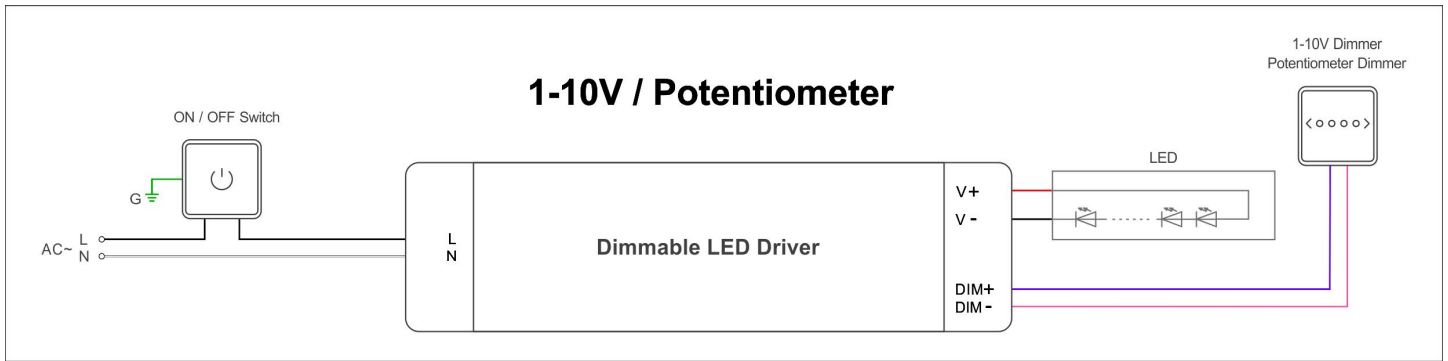 1-10V Dimmer
Potentiometer Dimmer
1-10V / Potentiometer
ON / OFF Switch
LED
G
V+
V -
AC~
L
N
L
N
Dimmable LED Driver
DIM+
DIM -